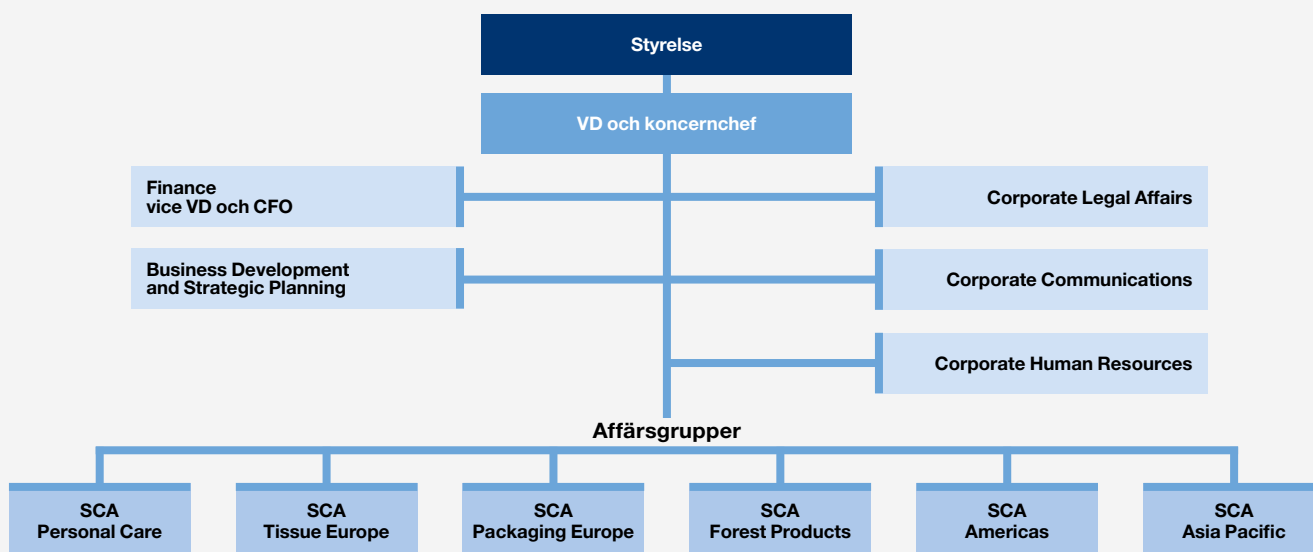 Styrelse
VD och koncernchef
Finance
vice VD och CFO
Corporate Legal Affairs
Business Development
and Strategic Planning
Corporate Communications
Corporate Human Resources
Affärsgrupper
SCA
Personal Care
SCA
Tissue Europe
SCA
Packaging Europe
SCA
Forest Products
SCA
Americas
SCA
Asia Pacific